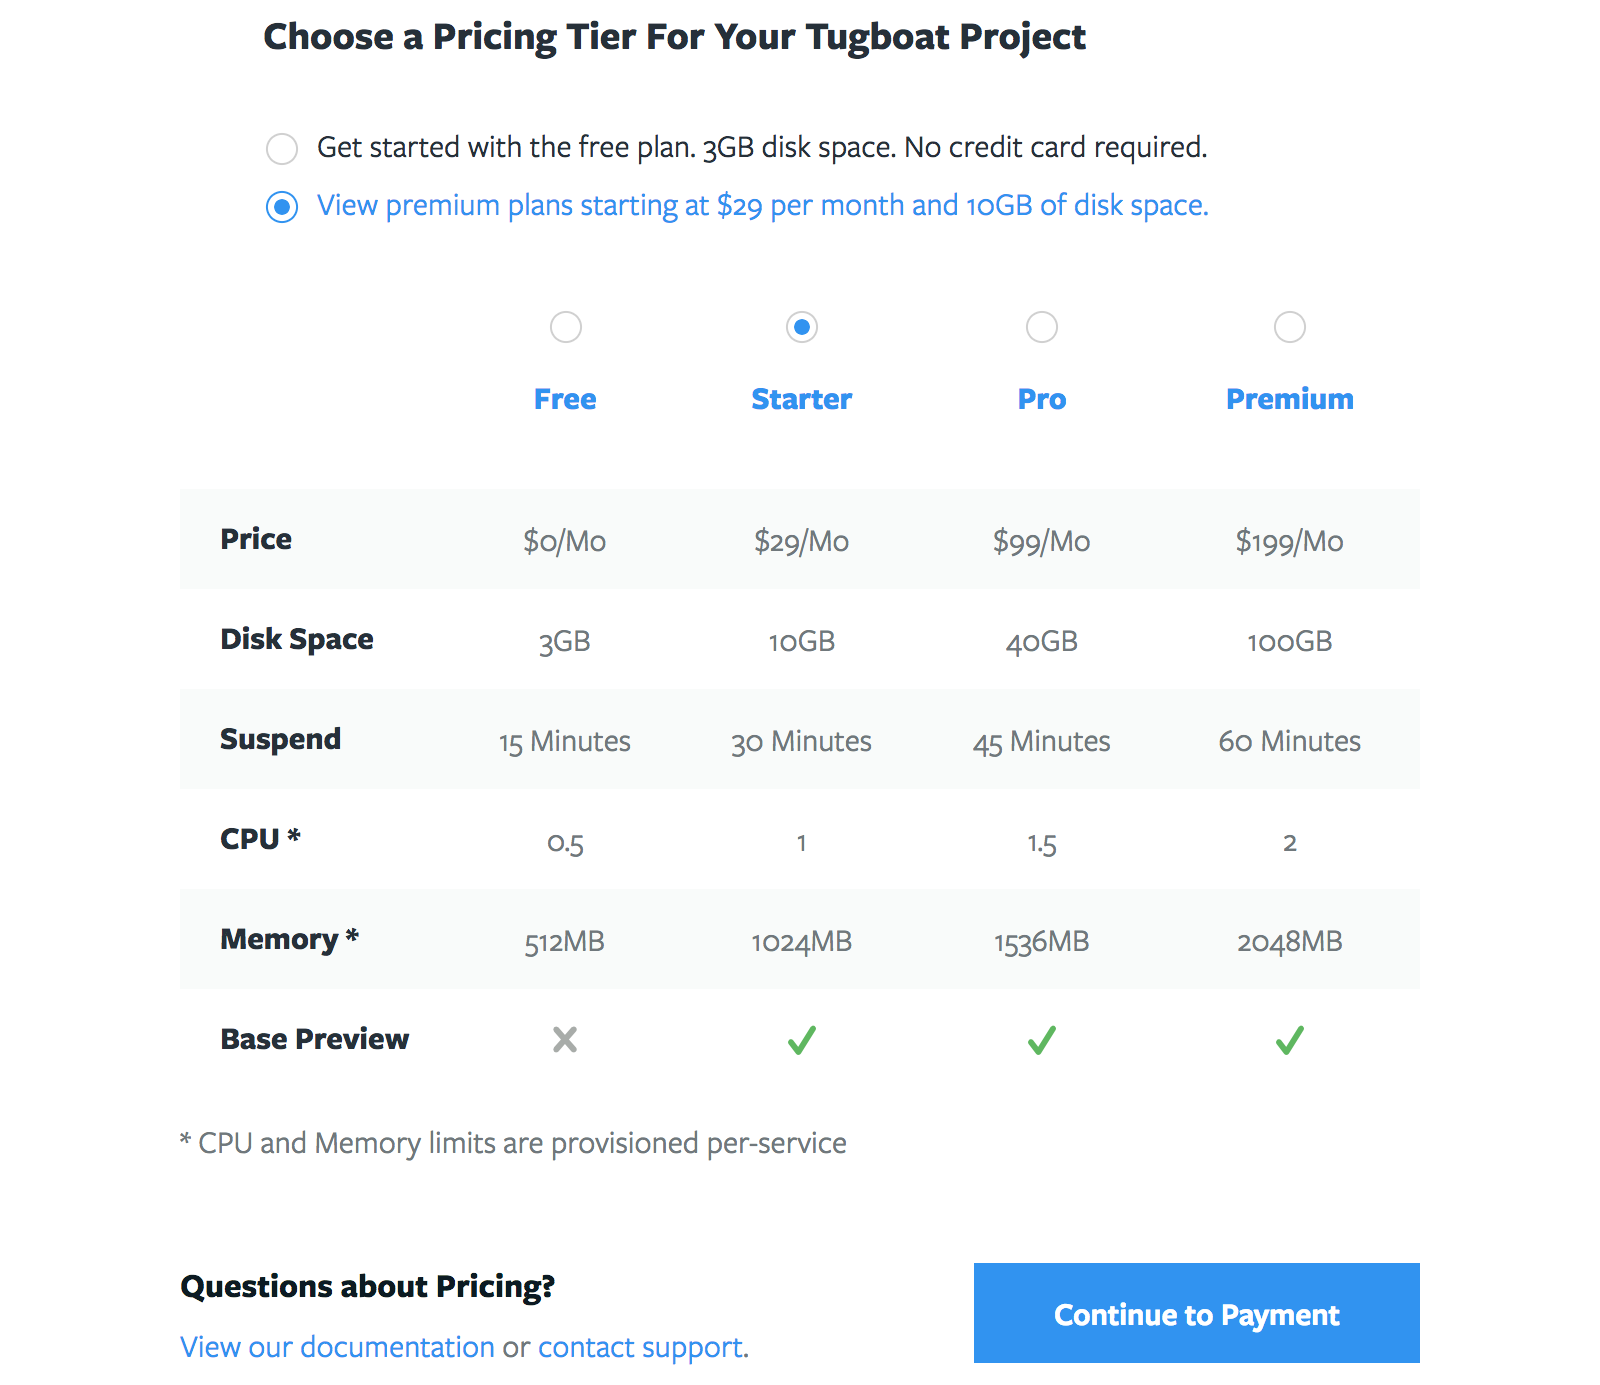 Choose a Pricing Tier For Your Tugboat Project
Get started with the free plan. 3GB disk space. No credit card required.
View premium plans starting at $29 per month and 10GB of disk space.
Free Starter Pro Premium
Price $0/Mo $29/Mo $99/Mo $199/Mo
Disk Space 3GB 10GB 40GB 100GB
Suspend 15 Minutes 30 Minutes 45 Minutes 60 Minutes
CPU * 0.5 1 1.5 2
Memory * 512MB 1024MB 1536MB 2048MB
Base Preview
* CPU and Memory limits are provisioned per-service
Questions about Pricing?
View our documentation or contact support.
Continue to Payment